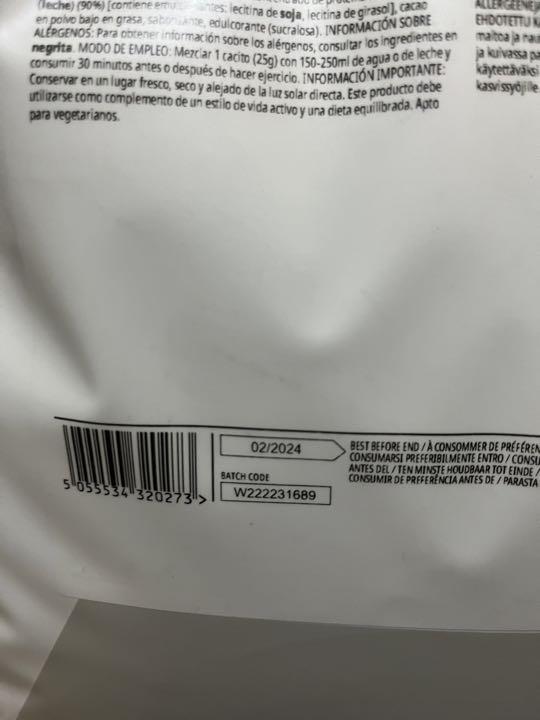 (leche) (90%) [contiene emulsionantes: lecitina de soja, lecitina de girasol], cacao
en polvo bajo en grasa, saborizante, edulcorante (sucralosa). INFORMACIÓN SOBRE
ALÉRGENOS: Para obtener información sobre los alérgenos, consultar los ingredientes en
negrita. MODO DE EMPLEO: Mezclar 1 cacito (25g) con 150-250ml de agua o de leche y
consumir 30 minutos antes o después de hacer ejercicio. INFORMACIÓN IMPORTANTE:
Conservar en un lugar fresco, seco y alejado de la luz solar directa. Este producto debe
utilizarse como complemento de un estilo de vida activo y una dieta equilibrada. Apto
para vegetarianos.
EHDOTETTU
maitoa ja
ja kuivassa
käytettäväksi
kasvissyöjille
02/2024
BATCH CODE
W222231689
BEST BEFORE END / À CONSOMMER DE PRÉFÉREN
CONSUMARSI PREFERIBILMENTE ENTRO / CONSU
ANTES DEL / TEN MINSTE HOUDBAAR TOT EINDE /
CONSUMIR DE PREFERÊNCIA ANTES DE / PARASTA
5 055534 320273 >